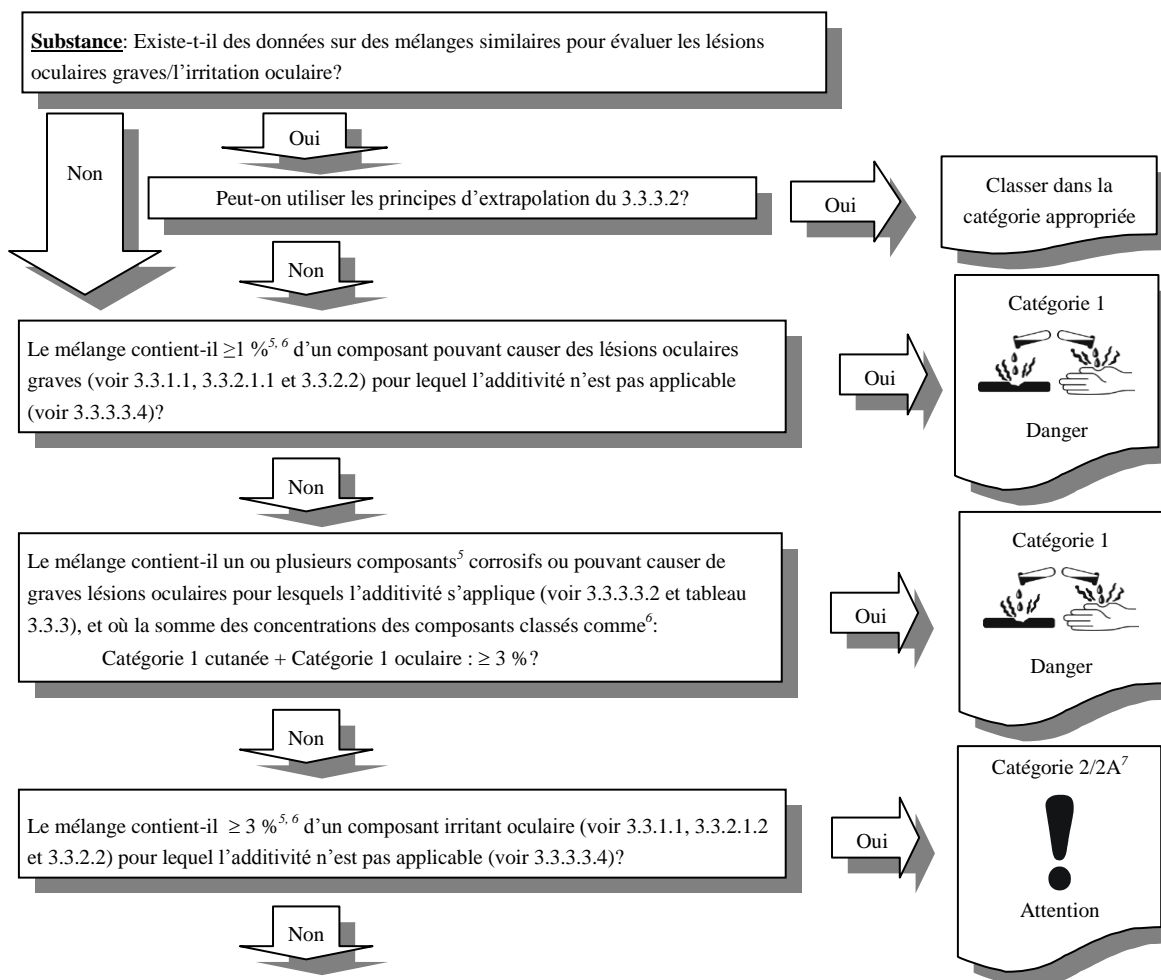 Substance: Existe-t-il des données sur des mélanges similaires pour évaluer les lésions
oculaires graves/l'irritation oculaire?
Non
Oui
Peut-on utiliser les principes d'extrapolation du 3.3.3.2?
Oui
Classer dans la
catégorie appropriée
Non
Le mélange contient-il ≥1 %5, 6 d'un composant pouvant causer des lésions oculaires
graves (voir 3.3.1.1, 3.3.2.1.1 et 3.3.2.2) pour lequel l'additivité n'est pas applicable
(voir 3.3.3.3.4)?
Oui
Catégorie 1
Danger
Non
Le mélange contient-il un ou plusieurs composants5 corrosifs ou pouvant causer de
graves lésions oculaires pour lesquels l'additivité s'applique (voir 3.3.3.3.2 et tableau
3.3.3), et où la somme des concentrations des composants classés comme6:
Catégorie 1 cutanée + Catégorie 1 oculaire : ≥ 3 %?
Oui
Catégorie 1
Danger
Non
Le mélange contient-il ≥ 3 %5, 6 d'un composant irritant oculaire (voir 3.3.1.1, 3.3.2.1.2
et 3.3.2.2) pour lequel l'additivité n'est pas applicable (voir 3.3.3.3.4)?
Oui
Catégorie 2/2A7
Attention
Non